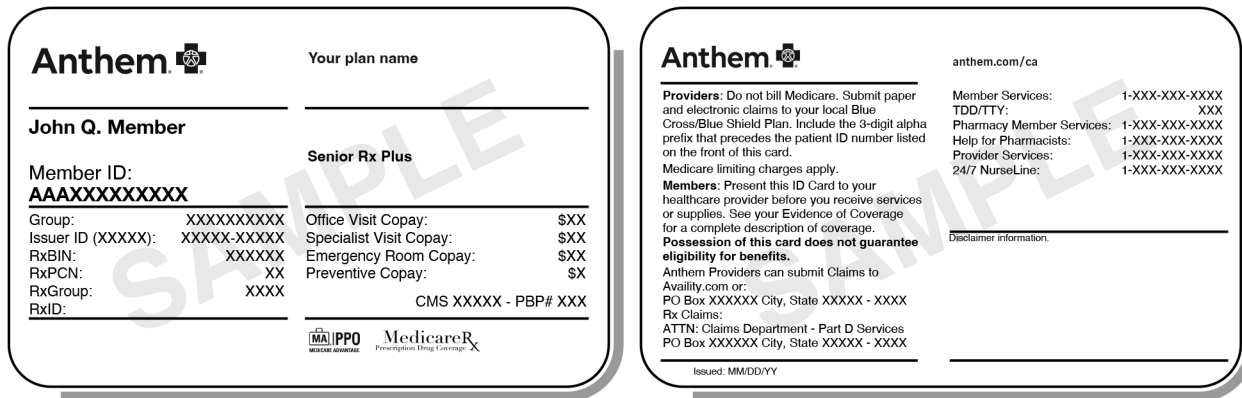 Anthem
Your plan name
John Q. Member
Senior Rx Plus
Member ID:
AAAXXXXXXXXX
Group: XXXXXXXXXX
Issuer ID (XXXXX): XXXXX-XXXXX
RxBIN: XXXXXX
RxPCN: XX
RxGroup: XXXX
RxID:
Office Visit Copay: $XX
Specialist Visit Copay: $XX
Emergency Room Copay: $XX
Preventive Copay: $X
CMS XXXXX - PBP# XXX
MA PPO
MEDICARE ADVANTAGE
MedicareRx
Prescription Drug Coverage
SAMPLE
Anthem
anthem.com/ca
Providers: Do not bill Medicare. Submit paper
and electronic claims to your local Blue
Cross/Blue Shield Plan. Include the 3-digit alpha
prefix that precedes the patient ID number listed
on the front of this card.
Medicare limiting charges apply.
Members: Present this ID Card to your
healthcare provider before you receive services
or supplies. See your Evidence of Coverage
for a complete description of coverage.
Possession of this card does not guarantee
eligibility for benefits.
Anthem Providers can submit Claims to
Availity.com or:
PO Box XXXXXX City, State XXXXX - XXXX
Rx Claims:
ATTN: Claims Department - Part D Services
PO Box XXXXXX City, State XXXXX - XXXX
Issued: MM/DD/YY
Member Services: 1-XXX-XXX-XXXX
TDD/TTY: XXX
Pharmacy Member Services: 1-XXX-XXX-XXXX
Help for Pharmacists: 1-XXX-XXX-XXXX
Provider Services: 1-XXX-XXX-XXXX
24/7 NurseLine: 1-XXX-XXX-XXXX
Disclaimer information.
SAMPLE